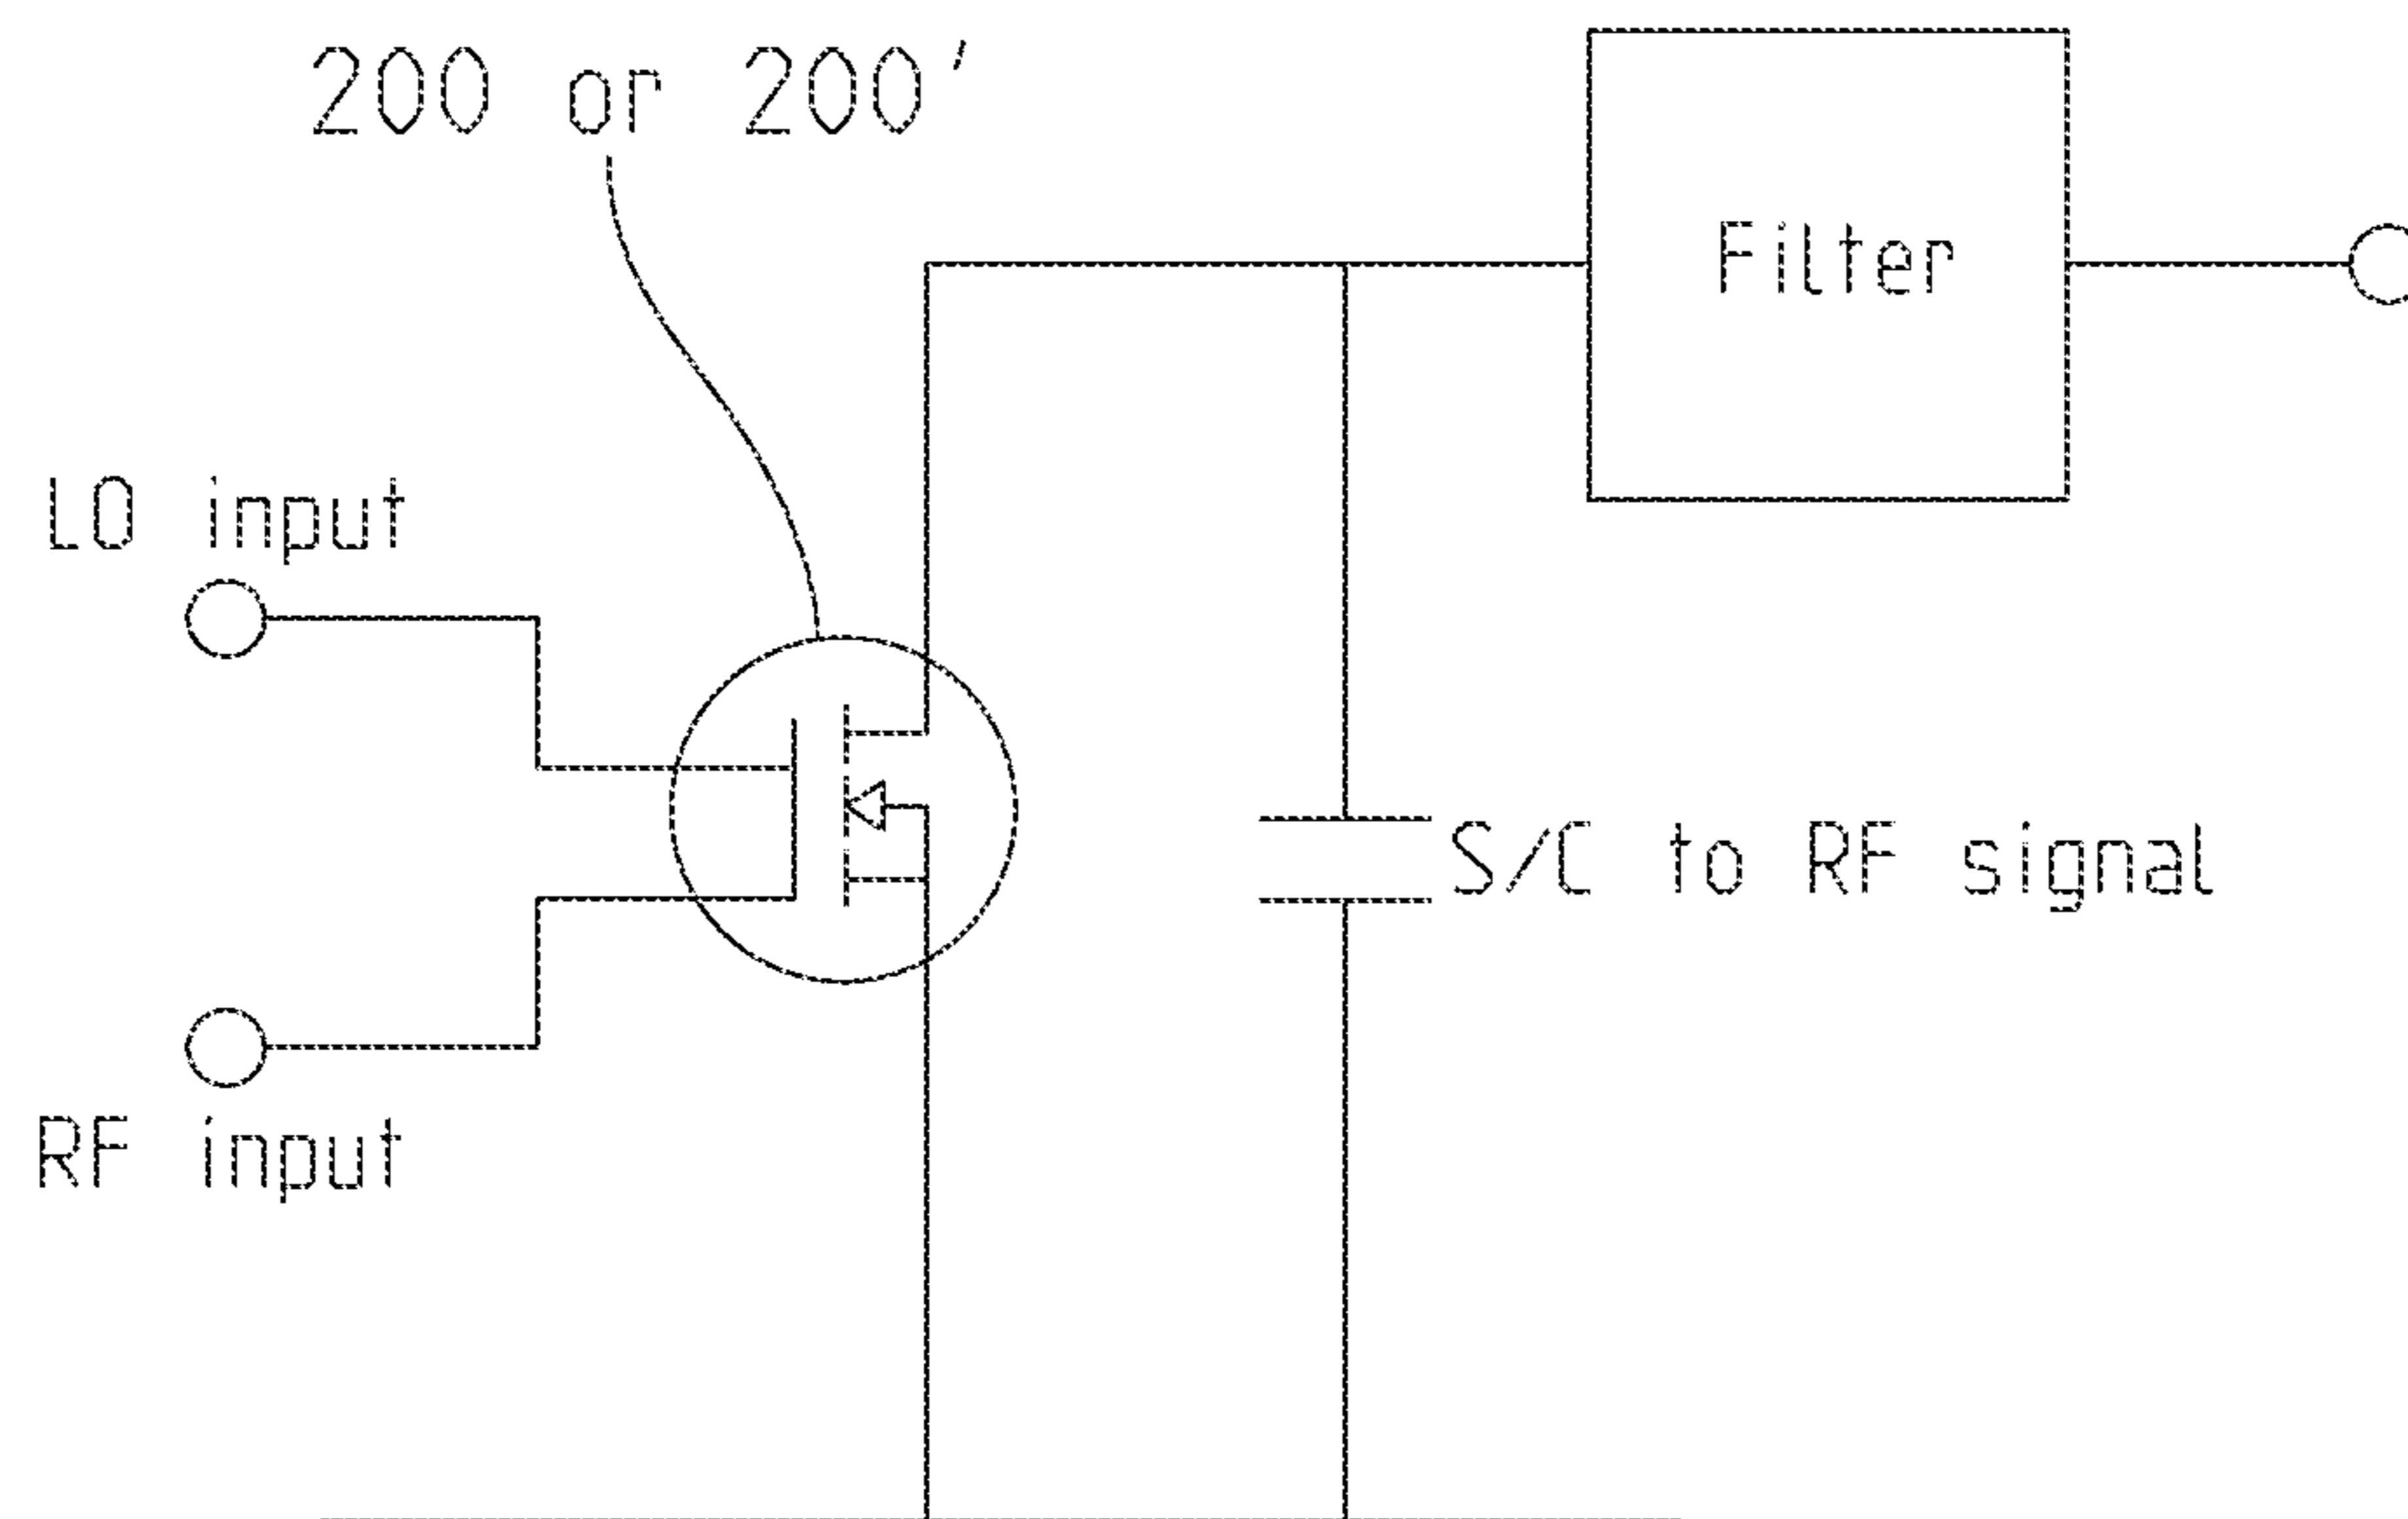 200 or 200'
Filter
LO input
S/C to RF signal
RF input